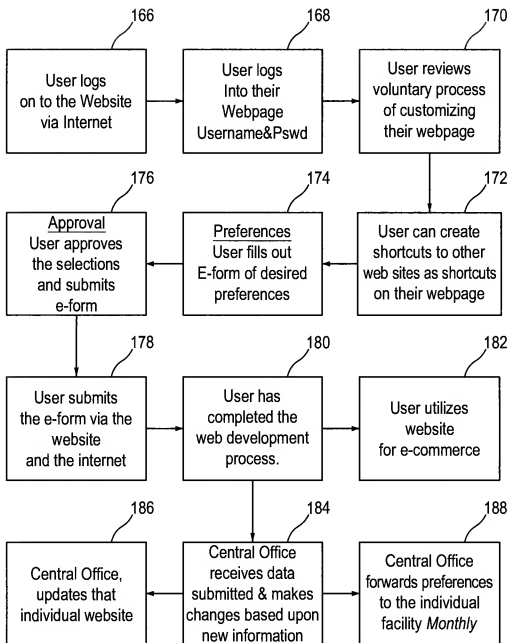 166
User logs
on to the Website
via Internet
168
User logs
Into their
Webpage
Username&Pswd
170
User reviews
voluntary process
of customizing
their webpage
172
User can create
shortcuts to other
web sites as shortcuts
on their webpage
174
Preferences
User fills out
E-form of desired
preferences
176
Approval
User approves
the selections
and submits
e-form
178
User submits
the e-form via the
website
and the internet
180
User has
completed the
web development
process.
182
User utilizes
website
for e-commerce
184
Central Office
receives data
submitted & makes
changes based upon
new information
186
Central Office,
updates that
individual website
188
Central Office
forwards preferences
to the individual
facility Monthly